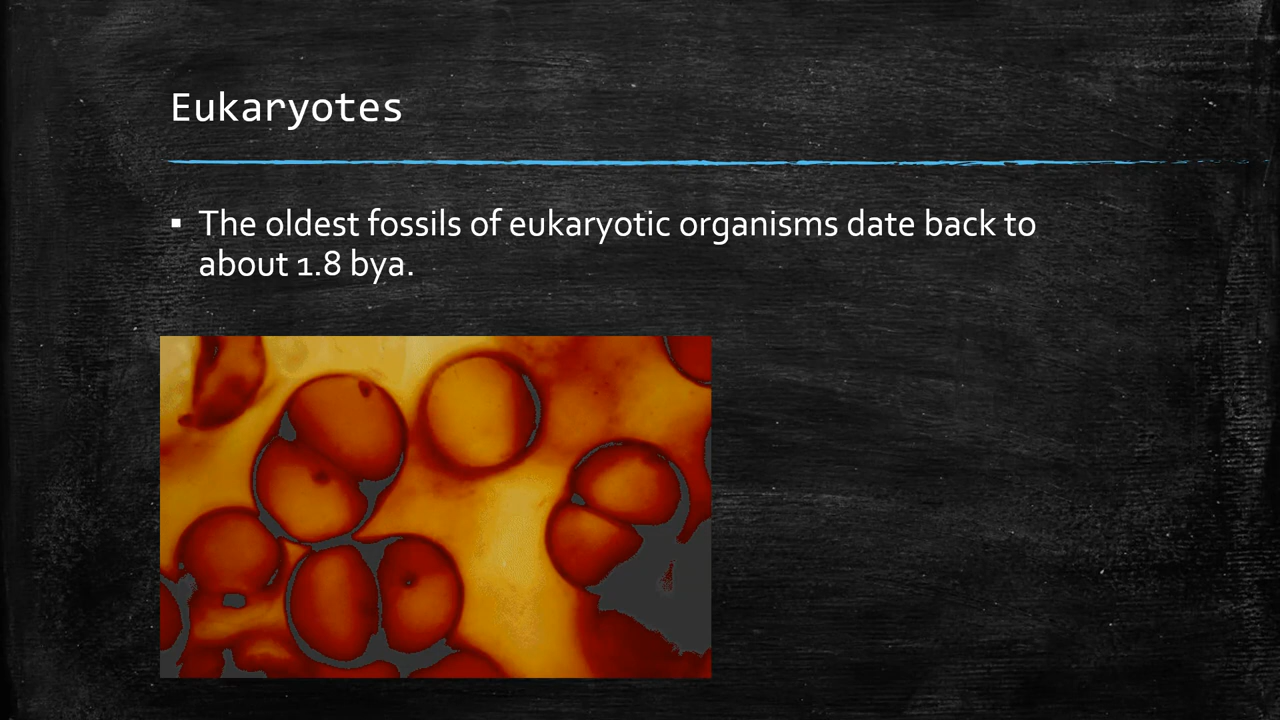 Eukaryotes
▪ The oldest fossils of eukaryotic organisms date back to
about 1.8 bya.